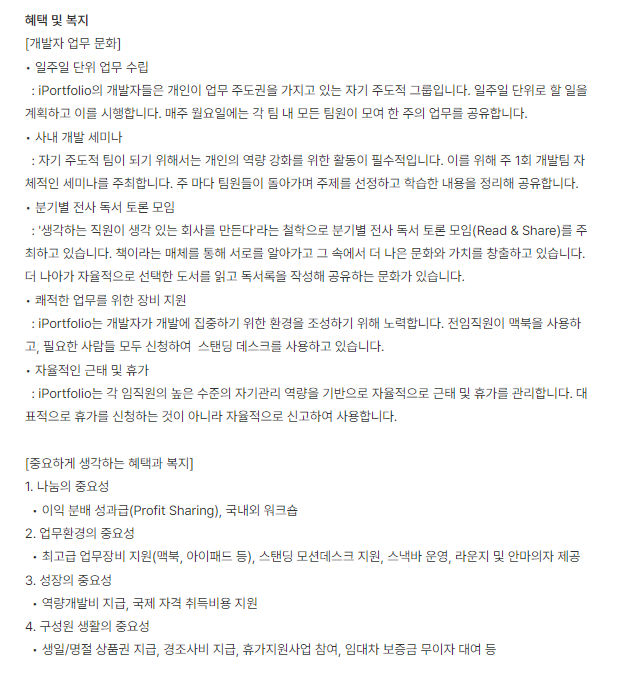 혜택 및 복지
[개발자 업무 문화]
• 일주일 단위 업무 수립
: iPortfolio의 개발자들은 개인이 업무 주도권을 가지고 있는 자기 주도적 그룹입니다. 일주일 단위로 할 일을
계획하고 이를 시행합니다. 매주 월요일에는 각 팀 내 모든 팀원이 모여 한 주의 업무를 공유합니다.
• 사내 개발 세미나
: 자기 주도적 팀이 되기 위해서는 개인의 역량 강화를 위한 활동이 필수적입니다. 이를 위해 주 1회 개발팀 자
체적인 세미나를 주최합니다. 주 마다 팀원들이 돌아가며 주제를 선정하고 학습한 내용을 정리해 공유합니다.
• 분기별 전사 독서 토론 모임
: '생각하는 직원이 생각 있는 회사를 만든다'라는 철학으로 분기별 전사 독서 토론 모임(Read & Share)를 주
최하고 있습니다. 책이라는 매체를 통해 서로를 알아가고 그 속에서 더 나은 문화와 가치를 창출하고 있습니다.
더 나아가 자율적으로 선택한 도서를 읽고 독서록을 작성해 공유하는 문화가 있습니다.
• 쾌적한 업무를 위한 장비 지원
: iPortfolio는 개발자가 개발에 집중하기 위한 환경을 조성하기 위해 노력합니다. 전임직원이 맥북을 사용하
고, 필요한 사람들 모두 신청하여 스탠딩 데스크를 사용하고 있습니다.
• 자율적인 근태 및 휴가
: iPortfolio는 각 임직원의 높은 수준의 자기관리 역량을 기반으로 자율적으로 근태 및 휴가를 관리합니다. 대
표적으로 휴가를 신청하는 것이 아니라 자율적으로 신고하여 사용합니다.
[중요하게 생각하는 혜택과 복지]
1. 나눔의 중요성
• 이익 분배 성과급(Profit Sharing), 국내외 워크숍
2. 업무환경의 중요성
• 최고급 업무장비 지원(맥북, 아이패드 등), 스탠딩 모션데스크 지원, 스낵바 운영, 라운지 및 안마의자 제공
3. 성장의 중요성
• 역량개발비 지급, 국제 자격 취득비용 지원
4. 구성원 생활의 중요성
• 생일/명절 상품권 지급, 경조사비 지급, 휴가지원사업 참여, 임대차 보증금 무이자 대여 등